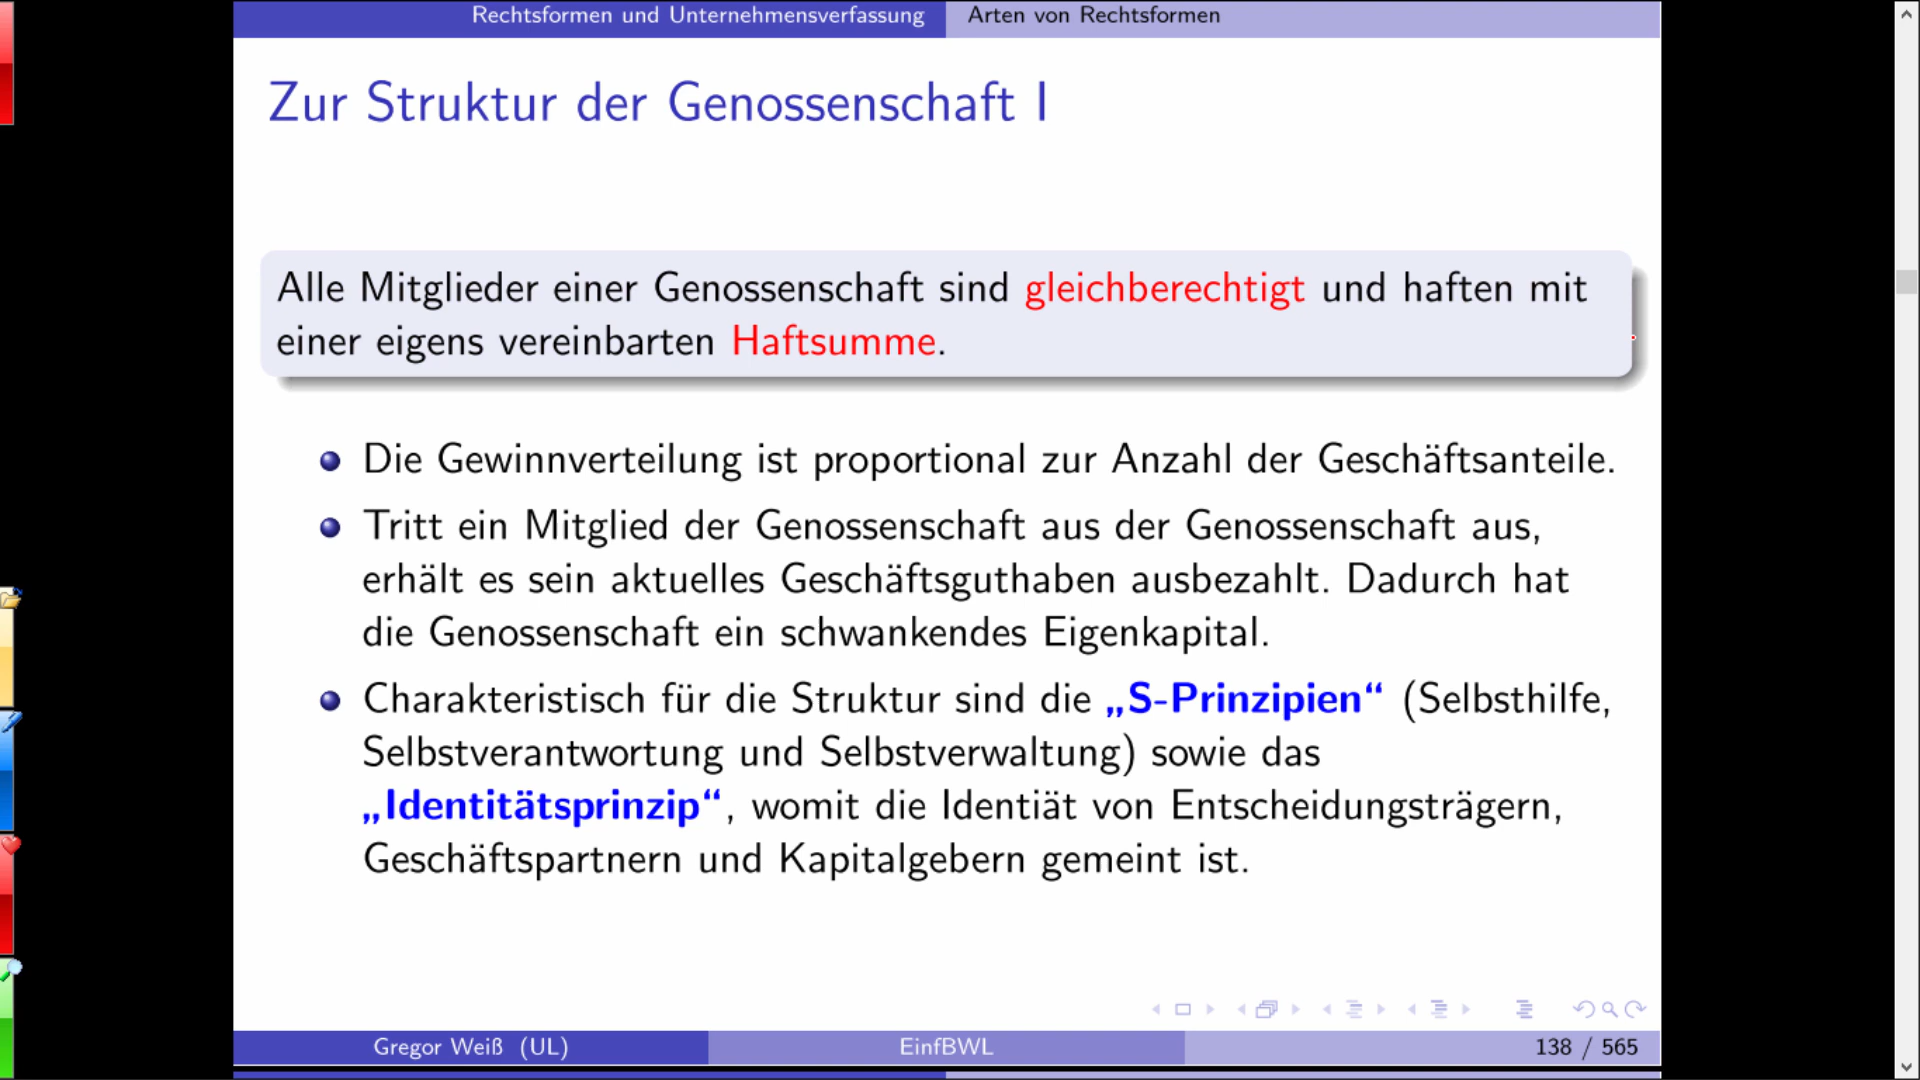 Rechtsformen und Unternehmensverfassung Arten von Rechtsformen
Zur Struktur der Genossenschaft I
Alle Mitglieder einer Genossenschaft sind gleichberechtigt und haften mit
einer eigens vereinbarten Haftsumme.
Die Gewinnverteilung ist proportional zur Anzahl der Geschäftsanteile.
Tritt ein Mitglied der Genossenschaft aus der Genossenschaft aus,
erhält es sein aktuelles Geschäftsguthaben ausbezahlt. Dadurch hat
die Genossenschaft ein schwankendes Eigenkapital.
Charakteristisch für die Struktur sind die „S-Prinzipien“ (Selbsthilfe,
Selbstverantwortung und Selbstverwaltung) sowie das
„Identitätsprinzip“, womit die Identiät von Entscheidungsträgern,
Geschäftspartnern und Kapitalgebern gemeint ist.
Gregor Weiß (UL) EinfBWL 138 / 565